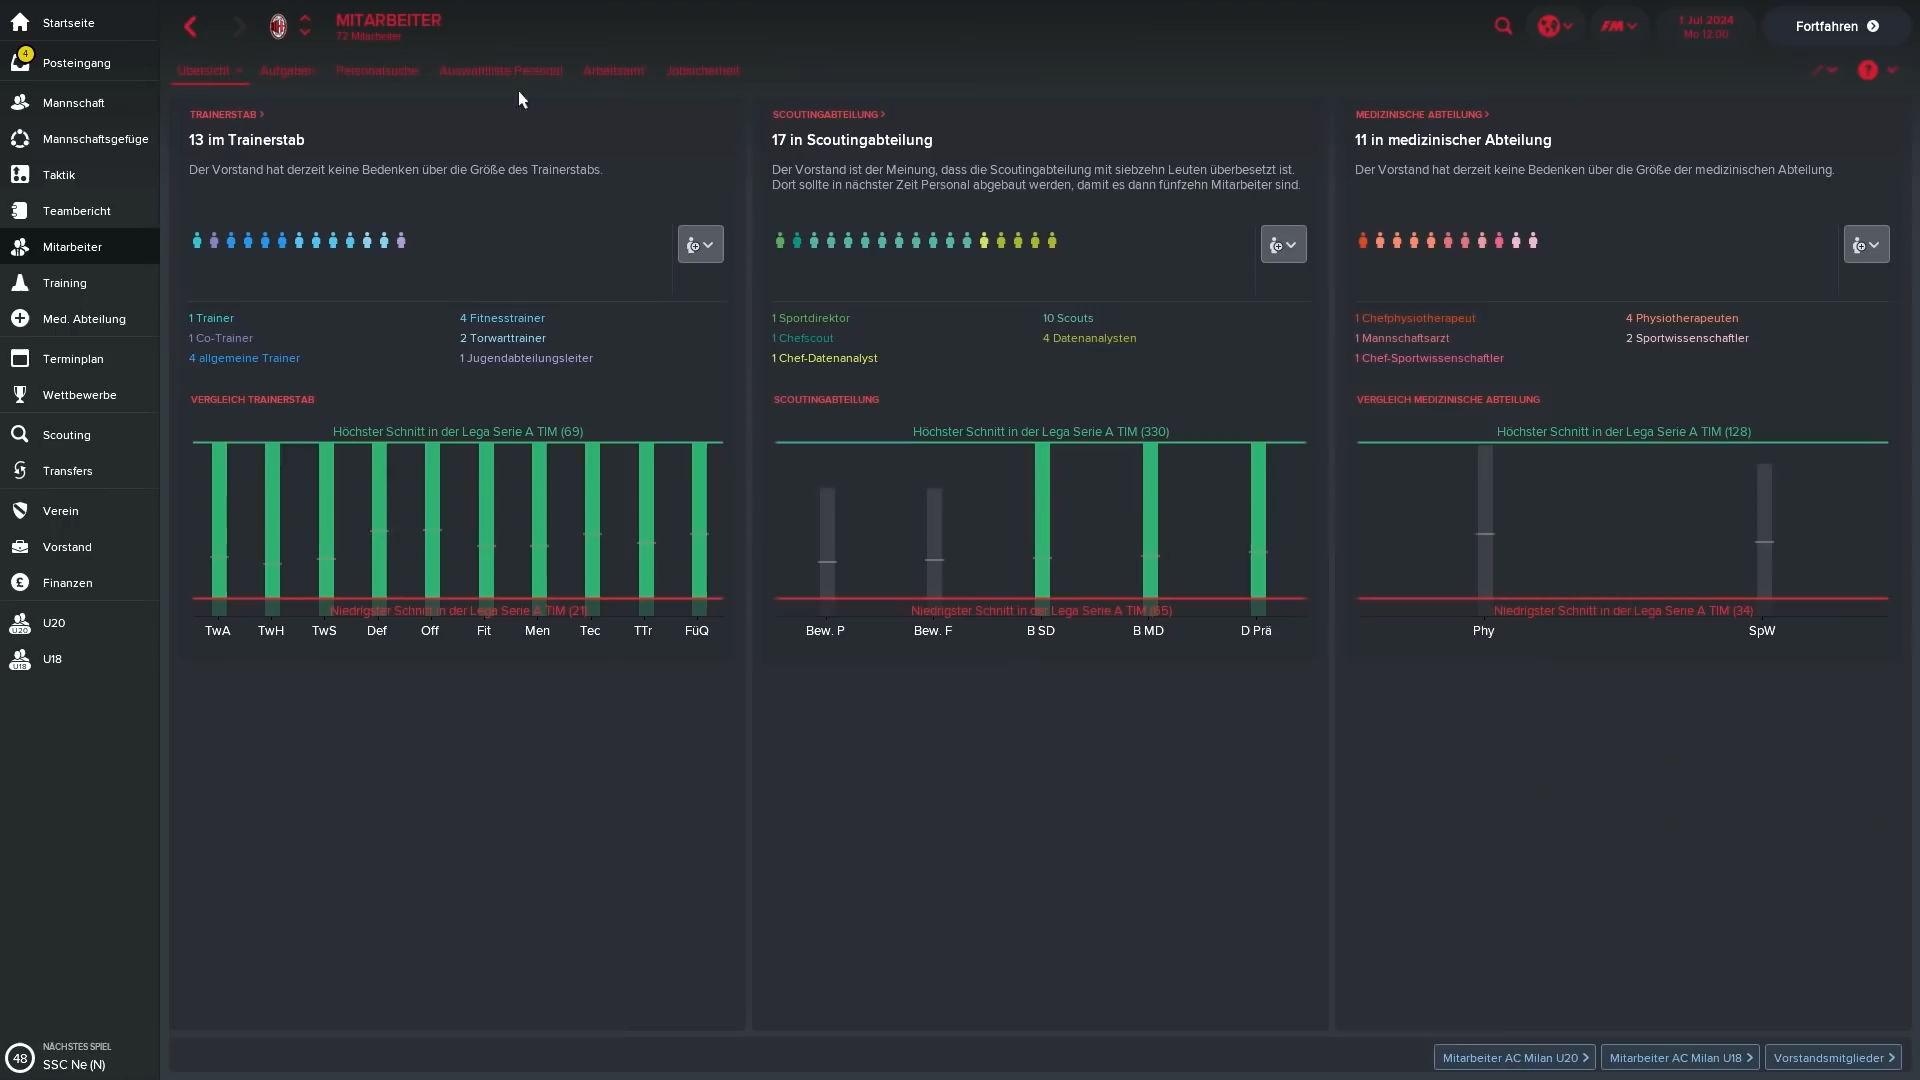 Startseite
4
Posteingang
Mannschaft
Mannschaftsgefüge
Taktik
Teambericht
Mitarbeiter
Training
Med. Abteilung
Terminplan
Wettbewerbe
Scouting
Transfers
Verein
Vorstand
Finanzen
U20
U20
U18
U18
48
NÄCHSTES SPIEL
SSC Ne (N)
MITARBEITER
72 Mitarbeiter
FM
1 Jul 2024
Mo 12:00
Fortfahren
Übersicht Aufgaben Personalsuche Auswahlliste Personal Arbeitsamt Jobsicherheit
?
TRAINERSTAB >
13 im Trainerstab
Der Vorstand hat derzeit keine Bedenken über die Größe des Trainerstabs.
1 Trainer
1 Co-Trainer
4 allgemeine Trainer
4 Fitnesstrainer
2 Torwarttrainer
1 Jugendabteilungsleiter
VERGLEICH TRAINERSTAB
Höchster Schnitt in der Lega Serie A TIM (69)
Niedrigster Schnitt in der Lega Serie A TIM (21)
TwA TwH TwS Def Off Fit Men Tec TTr FüQ
SCOUTINGABTEILUNG >
17 in Scoutingabteilung
Der Vorstand ist der Meinung, dass die Scoutingabteilung mit siebzehn Leuten überbesetzt ist.
Dort sollte in nächster Zeit Personal abgebaut werden, damit es dann fünfzehn Mitarbeiter sind.
1 Sportdirektor
1 Chefscout
1 Chef-Datenanalyst
10 Scouts
4 Datenanalysten
SCOUTINGABTEILUNG
Höchster Schnitt in der Lega Serie A TIM (330)
Niedrigster Schnitt in der Lega Serie A TIM (65)
Bew. P Bew. F B SD B MD D Prä
MEDIZINISCHE ABTEILUNG >
11 in medizinischer Abteilung
Der Vorstand hat derzeit keine Bedenken über die Größe der medizinischen Abteilung.
1 Chefphysiotherapeut
1 Mannschaftsarzt
1 Chef-Sportwissenschaftler
4 Physiotherapeuten
2 Sportwissenschaftler
VERGLEICH MEDIZINISCHE ABTEILUNG
Höchster Schnitt in der Lega Serie A TIM (128)
Niedrigster Schnitt in der Lega Serie A TIM (34)
Phy SpW
Mitarbeiter AC Milan U20 > Mitarbeiter AC Milan U18 > Vorstandsmitglieder >